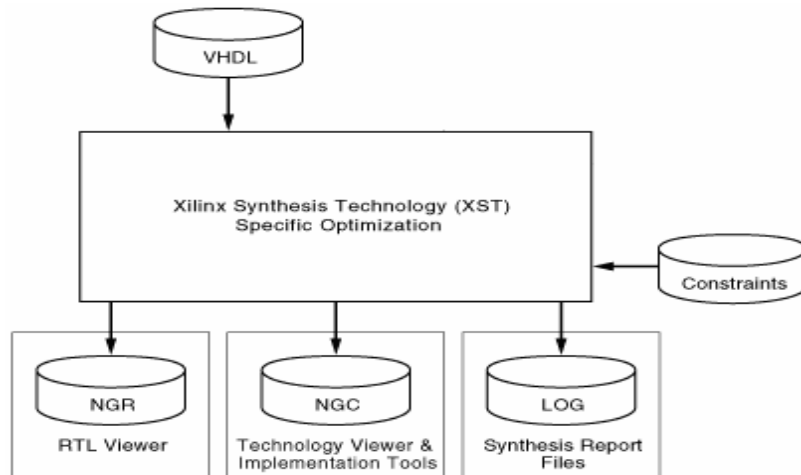 VHDL
Xilinx Synthesis Technology (XST)
Specific Optimization
Constraints
NGR
NGC
LOG
RTL Viewer
Technology Viewer &
Implementation Tools
Synthesis Report
Files